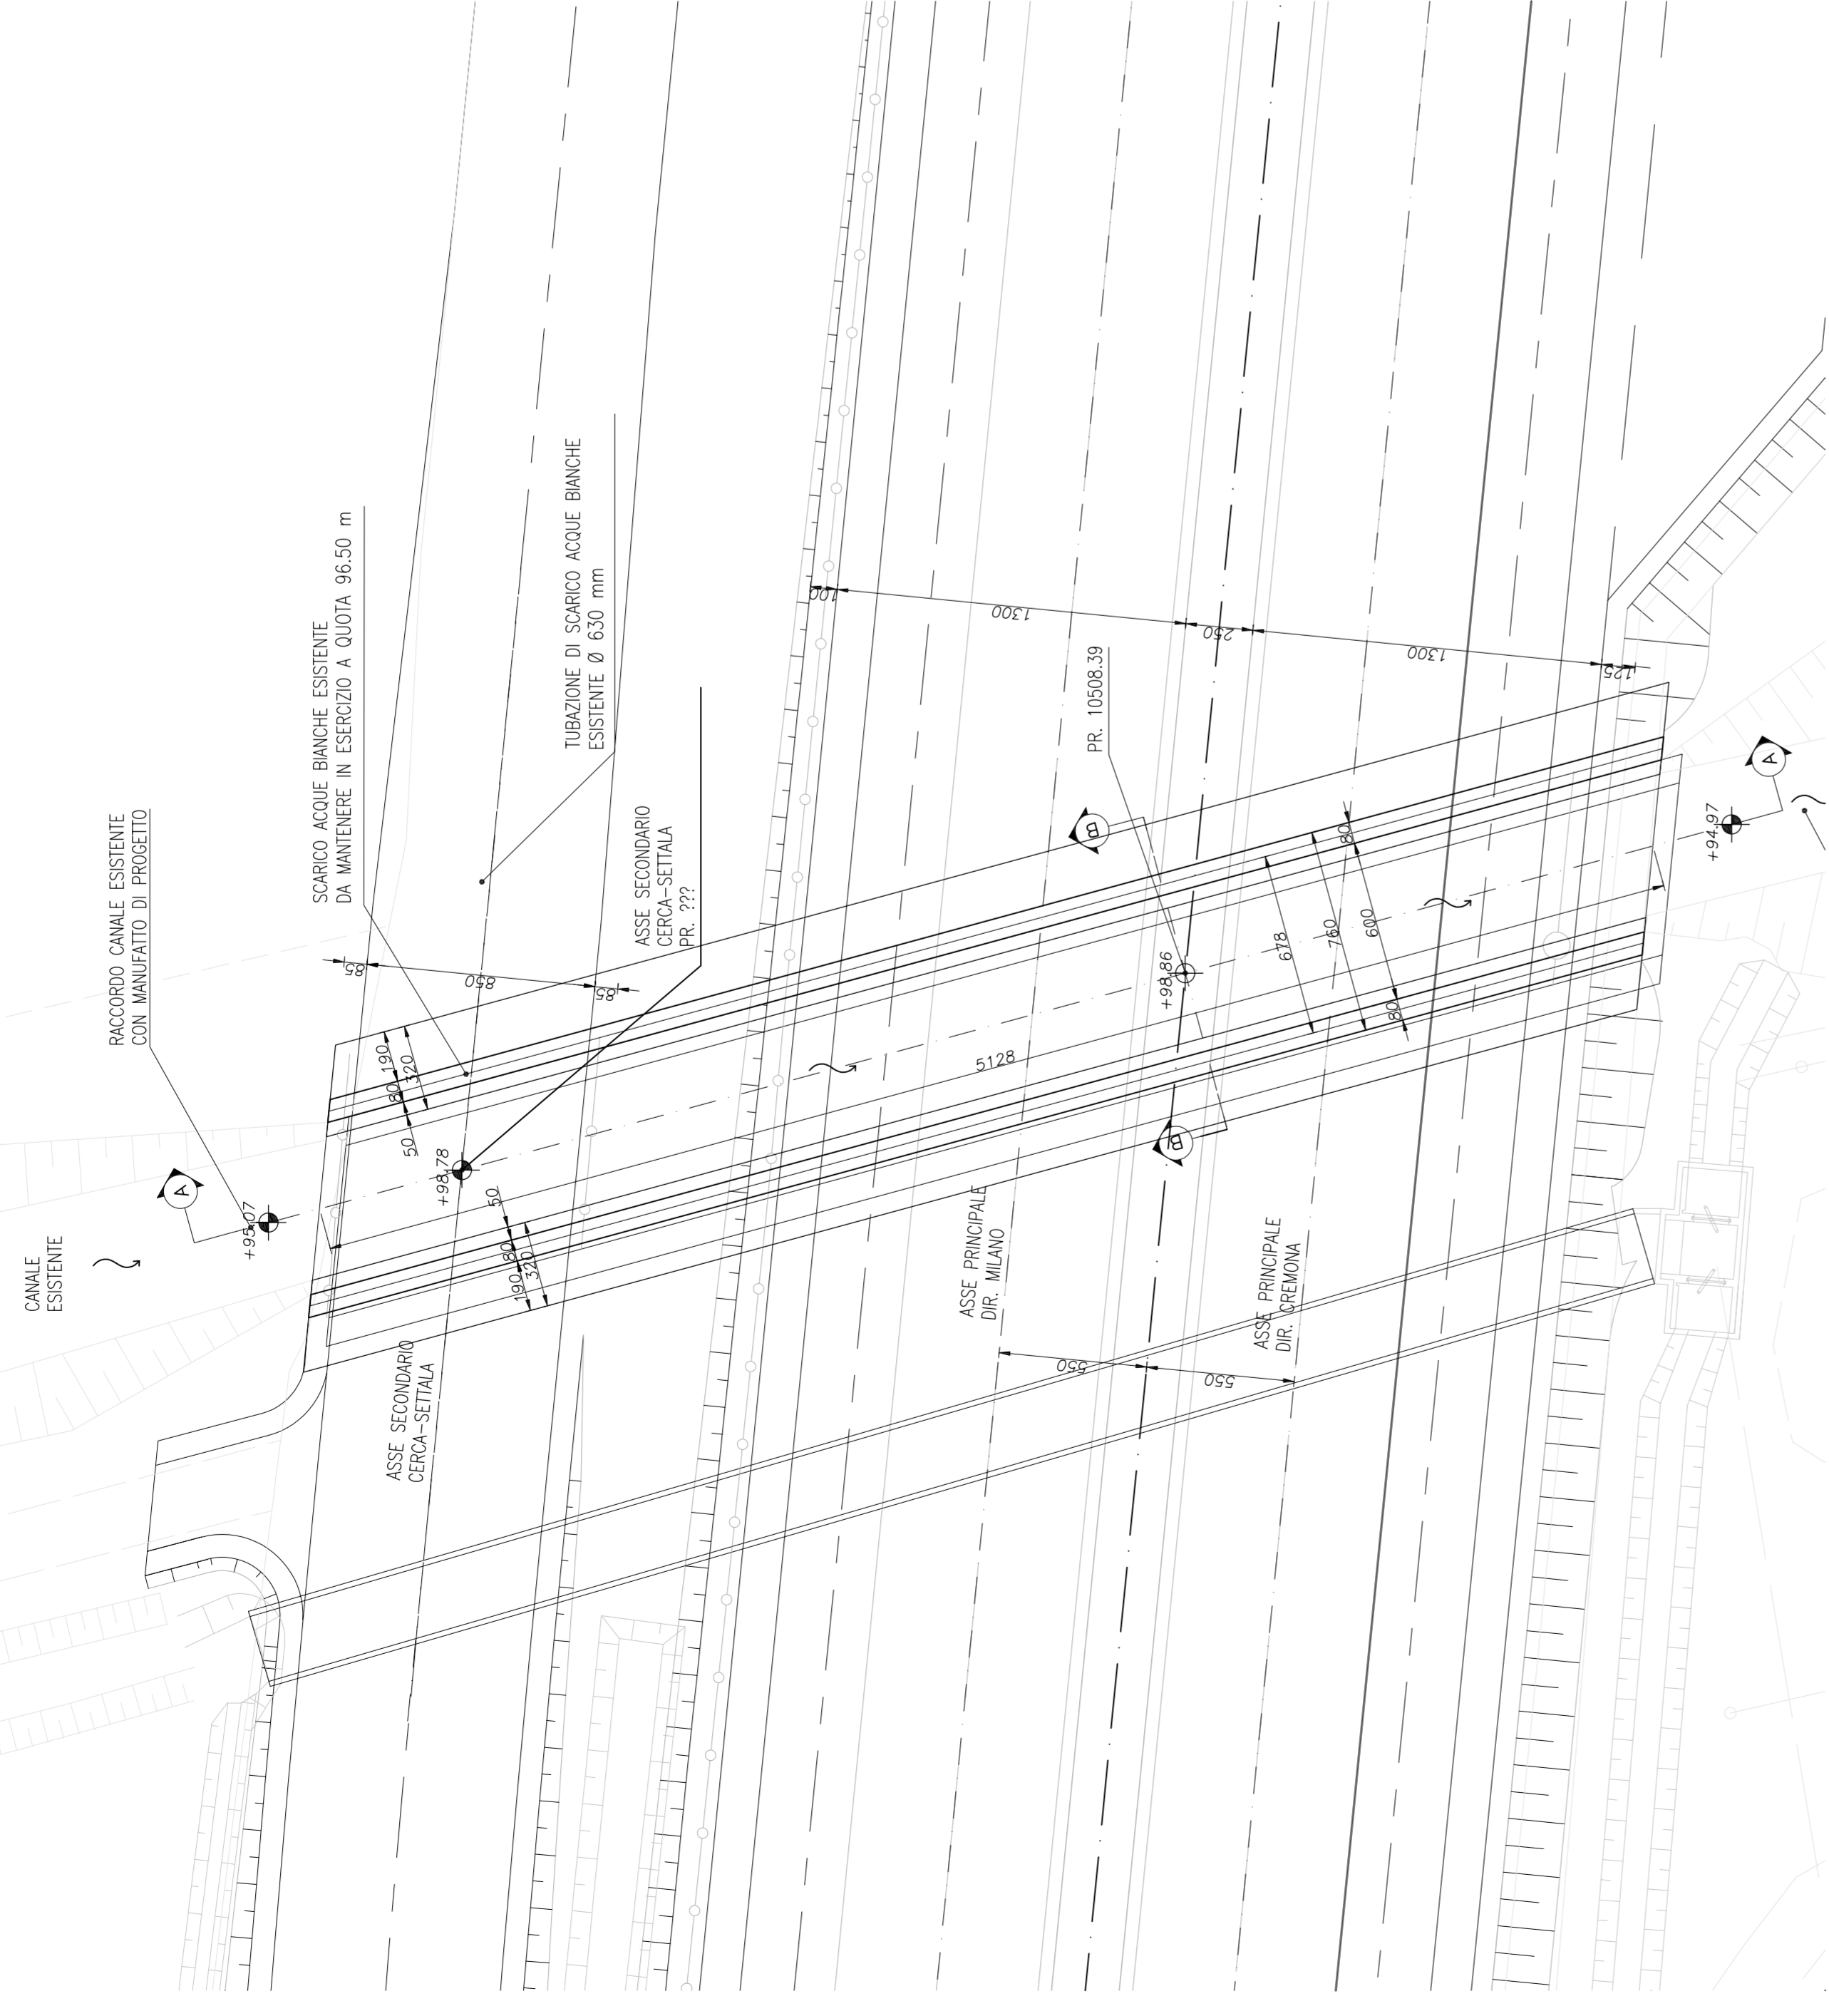 CANALE
ESISTENTE
RACCORDO CANALE ESISTENTE
CON MANUFATTO DI PROGETTO
SCARICO ACQUE BIANCHE ESISTENTE
DA MANTENERE IN ESERCIZIO A QUOTA 96.50 m
TUBAZIONE DI SCARICO ACQUE BIANCHE
ESISTENTE Ø 630 mm
ASSE SECONDARIO
CERCA-SETTALA
PR. ???
PR. 10508.39
A
+95.07
+98.78
85
850
85
190
80
320
50
50
80
190
320
ASSE SECONDARIO
CERCA-SETTALA
100
1300
250
1300
125
B
+98.86
5128
678
760
600
80
80
B
A
+94.97
ASSE PRINCIPALE
DIR. MILANO
ASSE PRINCIPALE
DIR. CREMONA
550
550